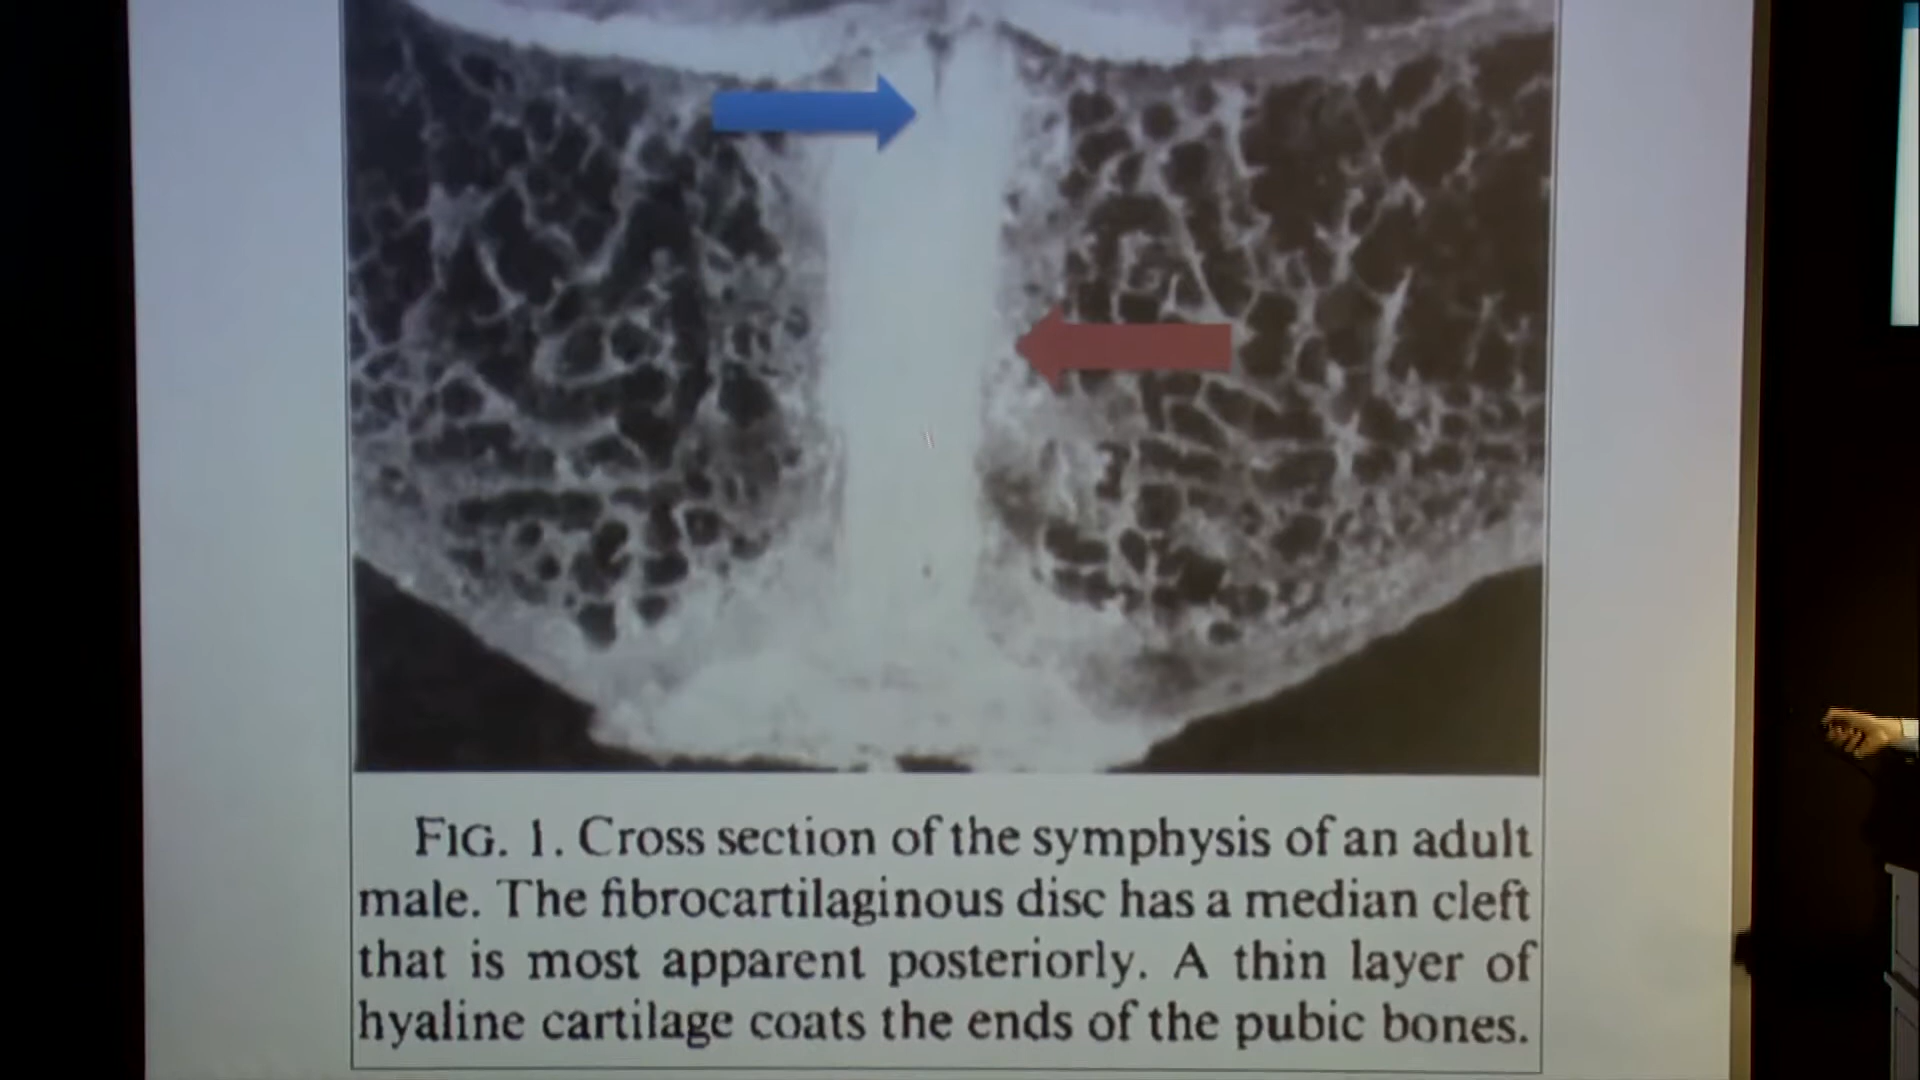 FIG. 1. Cross section of the symphysis of an adult
male. The fibrocartilaginous disc has a median cleft
that is most apparent posteriorly. A thin layer of
hyaline cartilage coats the ends of the pubic bones.